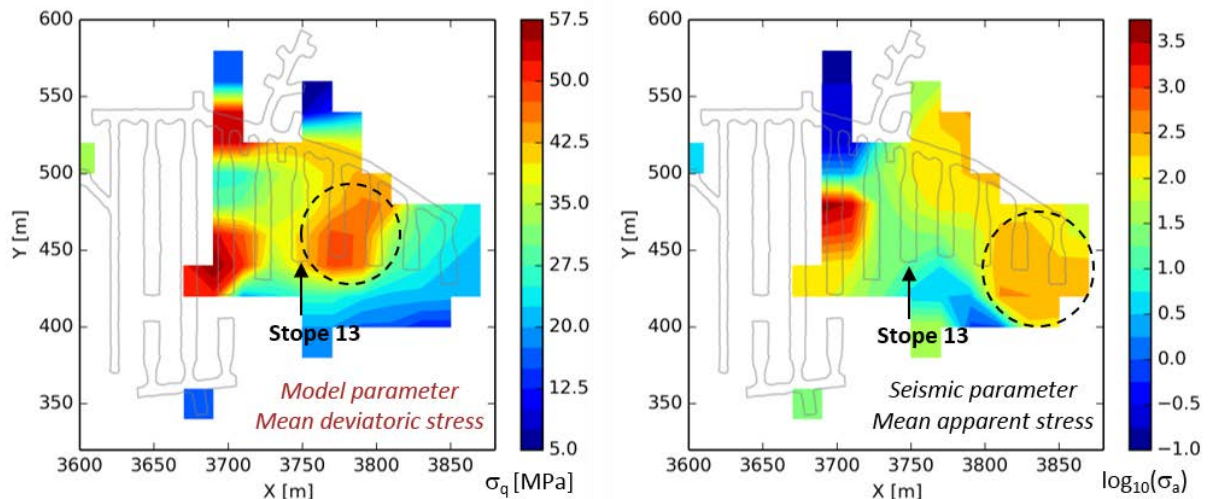 600
550
500
450
400
350
Y [m]
3600 3650 3700 3750 3800 3850
X [m]
57.5
50.0
42.5
35.0
27.5
20.0
12.5
5.0
σq [MPa]
Stope 13
Model parameter
Mean deviatoric stress
600
550
500
450
400
350
Y [m]
3600 3650 3700 3750 3800 3850
X [m]
3.5
3.0
2.5
2.0
1.5
1.0
0.5
0.0
−0.5
−1.0
log10(σa)
Stope 13
Seismic parameter
Mean apparent stress